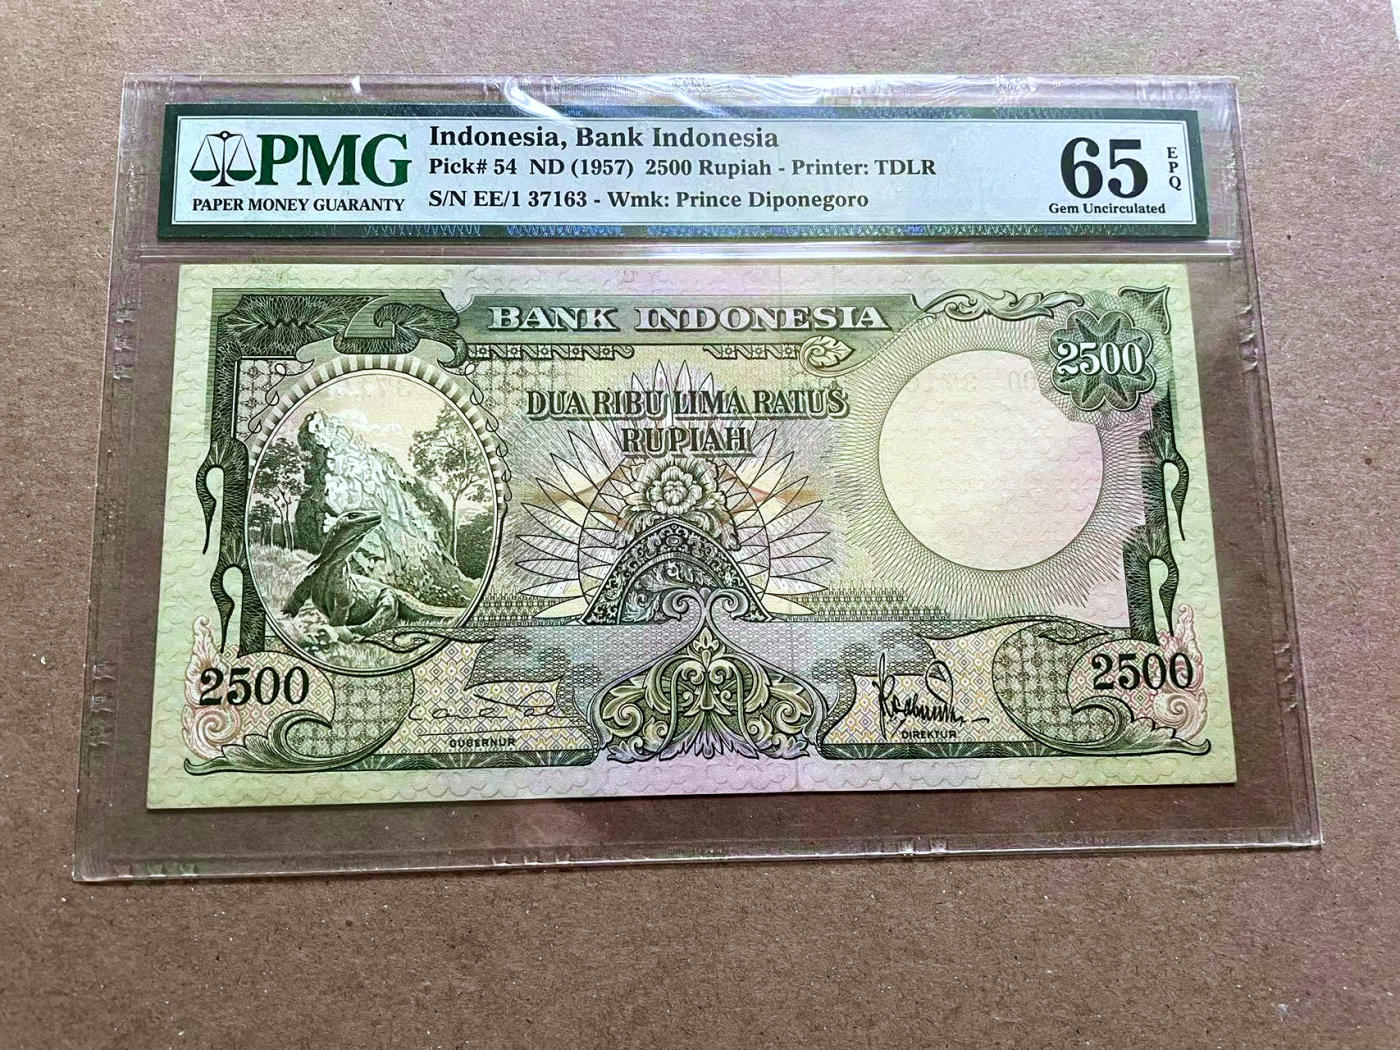 PMG
PAPER MONEY GUARANTY
Indonesia, Bank Indonesia
Pick# 54 ND (1957) 2500 Rupiah - Printer: TDLR
S/N EE/1 37163 - Wmk: Prince Diponegoro
65
EPQ
Gem Uncirculated
BANK INDONESIA
2500
DUA RIBU LIMA RATUS
RUPIAH
2500
2500
GUBERNUR
DIREKTUR